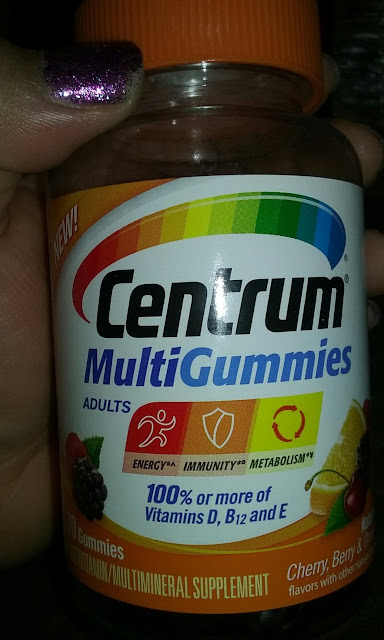 NEW!
Centrum®
MultiGummies
ADULTS
ENERGY*^ IMMUNITY*° METABOLISM*¥
100% or more of
Vitamins D, B12 and E
Gummies
/MULTIMINERAL SUPPLEMENT
Cherry, Berry &
flavors with other